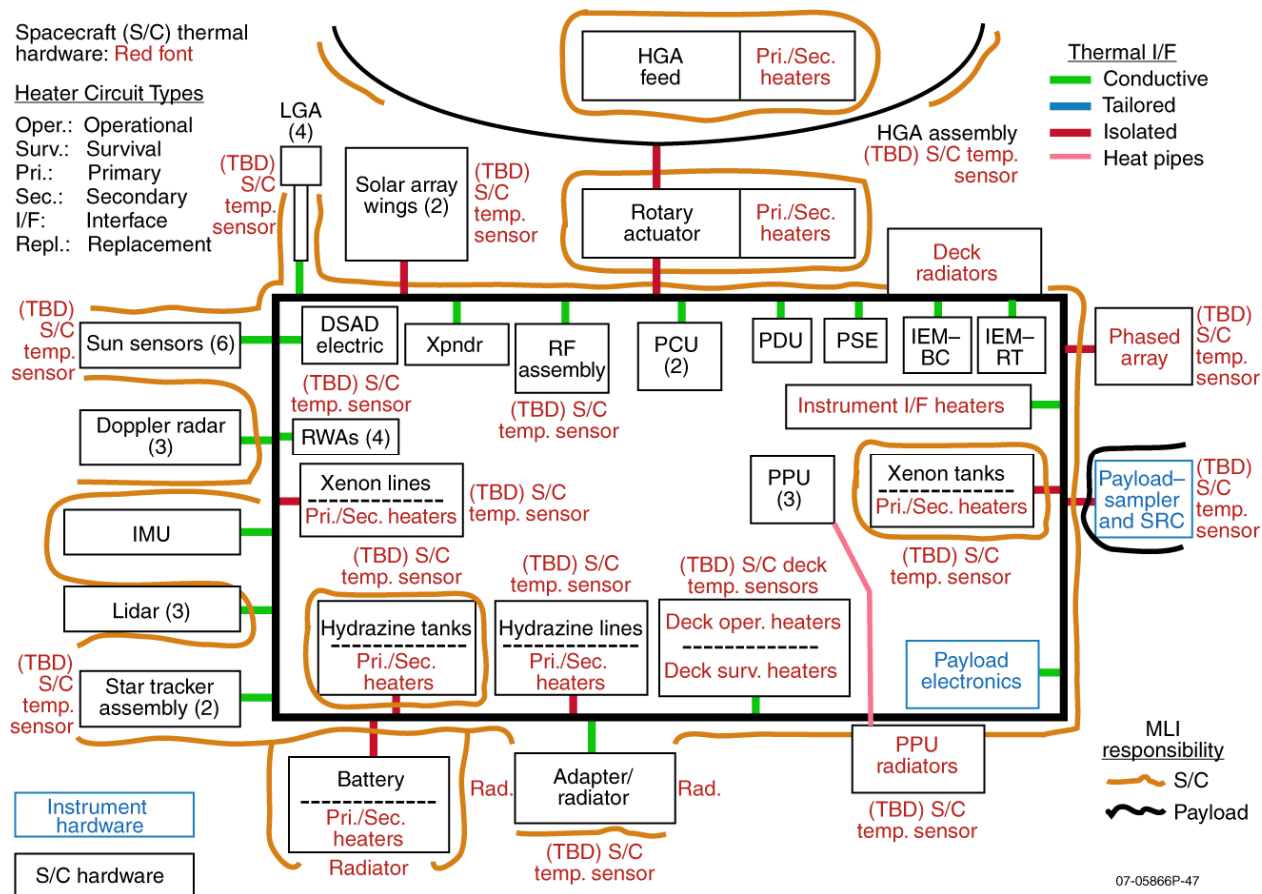 Spacecraft (S/C) thermal
hardware: Red font
Heater Circuit Types
Oper.: Operational
Surv.: Survival
Pri.: Primary
Sec.: Secondary
I/F: Interface
Repl.: Replacement
LGA
(4)
(TBD)
S/C
temp.
sensor
Solar array
wings (2)
(TBD)
S/C
temp.
sensor
HGA
feed
Pri./Sec.
heaters
HGA assembly
(TBD) S/C temp.
sensor
Rotary
actuator
Pri./Sec.
heaters
Thermal I/F
Conductive
Tailored
Isolated
Heat pipes
Deck
radiators
(TBD)
S/C
temp.
sensor
Sun sensors (6)
DSAD
electric
Xpndr
RF
assembly
PCU
(2)
PDU
PSE
IEM–
BC
IEM–
RT
Phased
array
(TBD)
S/C
temp.
sensor
(TBD) S/C
temp. sensor
(TBD) S/C
temp. sensor
Instrument I/F heaters
Doppler radar
(3)
RWAs (4)
Xenon lines
Pri./Sec. heaters
(TBD) S/C
temp. sensor
PPU
(3)
Xenon tanks
Pri./Sec. heaters
(TBD) S/C
temp. sensor
Payload–
sampler
and SRC
(TBD)
S/C
temp.
sensor
IMU
Lidar (3)
(TBD) S/C
temp. sensor
(TBD) S/C
temp. sensor
(TBD) S/C deck
temp. sensors
Hydrazine tanks
Pri./Sec.
heaters
Hydrazine lines
Pri./Sec.
heaters
Deck oper. heaters
Deck surv. heaters
Payload
electronics
(TBD)
S/C
temp.
sensor
Star tracker
assembly (2)
Battery
Pri./Sec.
heaters
Radiator
Rad.
Adapter/
radiator
Rad.
(TBD) S/C
temp. sensor
PPU
radiators
(TBD) S/C
temp. sensor
MLI
responsibility
S/C
Payload
Instrument
hardware
S/C hardware
07-05866P-47